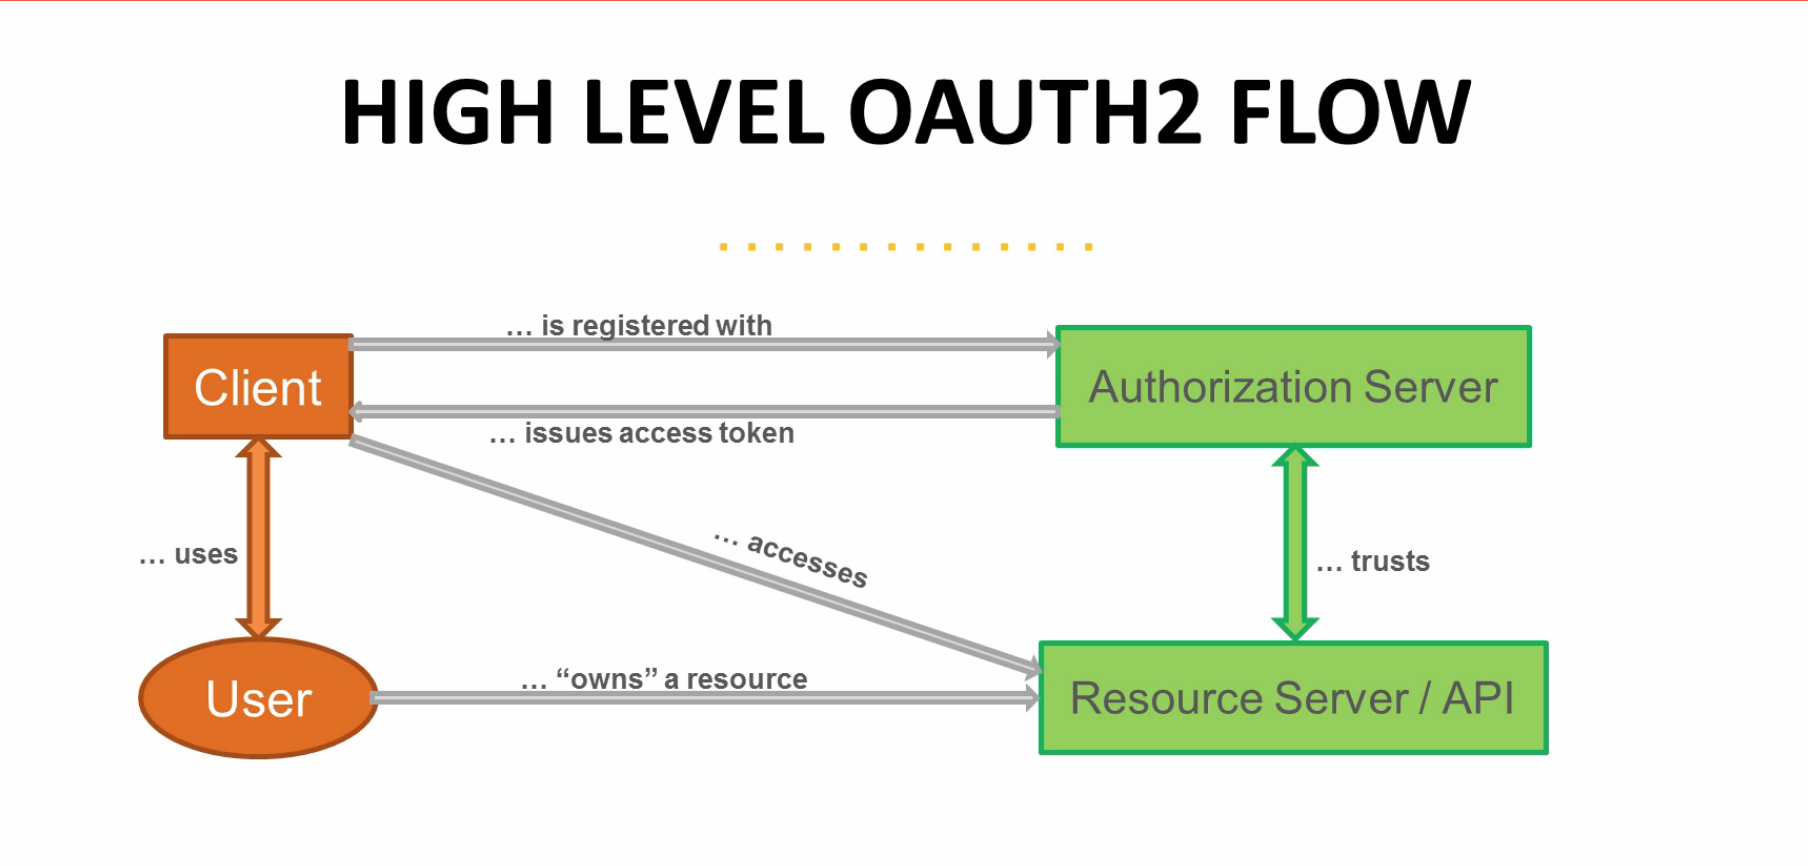 HIGH LEVEL OAUTH2 FLOW
... is registered with
Client
Authorization Server
... issues access token
... accesses
... uses
... trusts
... “owns” a resource
User
Resource Server / API